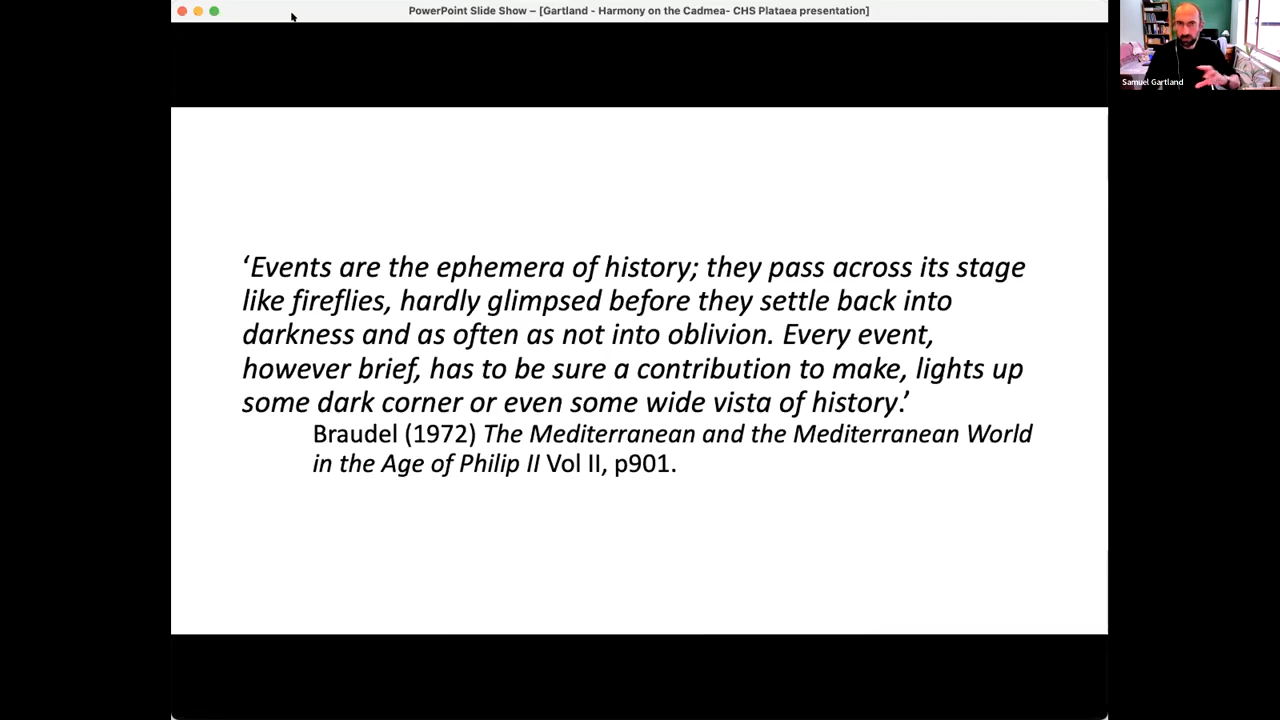 PowerPoint Slide Show – [Gartland - Harmony on the Cadmea- CHS Plataea presentation]
Samuel Gartland
‘Events are the ephemera of history; they pass across its stage
like fireflies, hardly glimpsed before they settle back into
darkness and as often as not into oblivion. Every event,
however brief, has to be sure a contribution to make, lights up
some dark corner or even some wide vista of history.’
Braudel (1972) The Mediterranean and the Mediterranean World
in the Age of Philip II Vol II, p901.